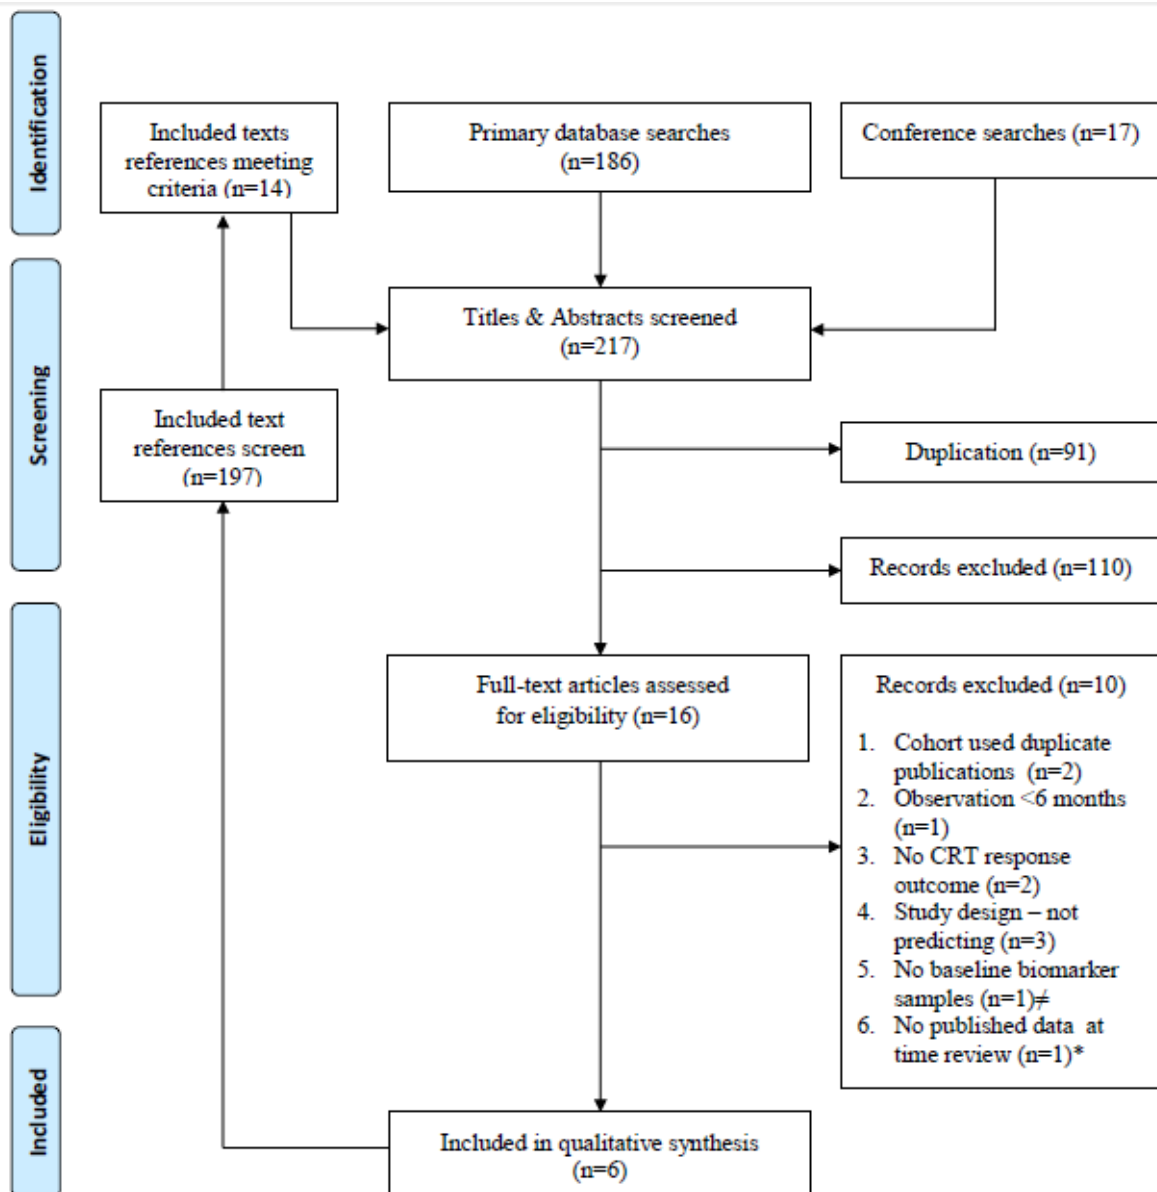 Identification
Included texts
references meeting
criteria (n=14)
Primary database searches
(n=186)
Conference searches (n=17)
Screening
Titles & Abstracts screened
(n=217)
Included text
references screen
(n=197)
Duplication (n=91)
Records excluded (n=110)
Eligibility
Full-text articles assessed
for eligibility (n=16)
Records excluded (n=10)
1. Cohort used duplicate
publications (n=2)
2. Observation <6 months
(n=1)
3. No CRT response
outcome (n=2)
4. Study design – not
predicting (n=3)
5. No baseline biomarker
samples (n=1)≠
6. No published data at
time review (n=1)*
Included
Included in qualitative synthesis
(n=6)